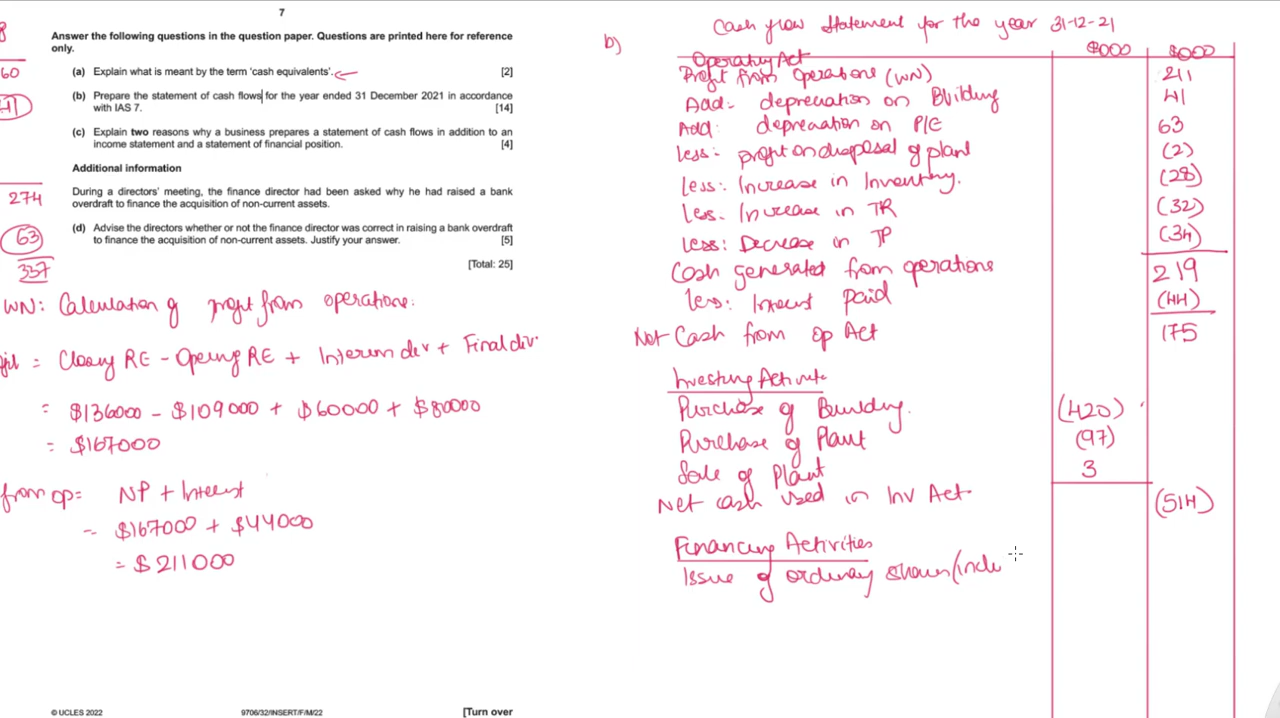 7
Answer the following questions in the question paper. Questions are printed here for reference
only.
(a) Explain what is meant by the term 'cash equivalents'. [2]
(b) Prepare the statement of cash flows for the year ended 31 December 2021 in accordance
with IAS 7. [14]
(c) Explain two reasons why a business prepares a statement of cash flows in addition to an
income statement and a statement of financial position. [4]
Additional information
During a directors' meeting, the finance director had been asked why he had raised a bank
overdraft to finance the acquisition of non-current assets.
(d) Advise the directors whether or not the finance director was correct in raising a bank overdraft
to finance the acquisition of non-current assets. Justify your answer. [5]
[Total: 25]
60
41
274
63
337
WN: Calculation of profit from operations:
= Closing RE - Opening RE + Interim div + Final div.
= $136000 - $109000 + $60000 + $80000
= $167000
from op= NP + Interest
= $167000 + $44000
= $211000
© UCLES 2022 9706/32/INSERT/F/M/22 [Turn over
b) Cash flow Statement for the year 31-12-21
$000 $000
Operating Act
Profit from Operations (WN) 211
Add: depreciation on Building 41
Add: depreciation on P/E 63
Less: profit on disposal of plant (2)
Less: Increase in Inventory. (28)
Less. Increase in TR (32)
Less: Decrease in TP (34)
Cash generated from operations 219
Less: Interest paid (44)
Net Cash from Op Act 175
Investing Activite
Purchase of Building. (420)
Purchase of Plant (97)
Sale of Plant 3
Net cash used in Inv Act. (514)
Financing Activities
Issue of ordinary shares (inclu